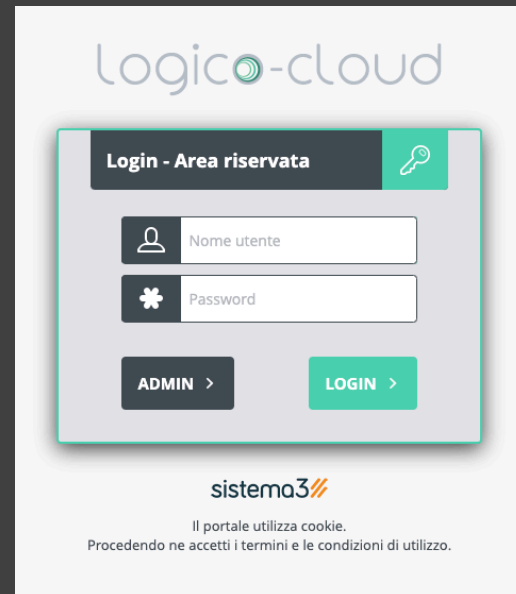 logico-cloud
Login - Area riservata
Nome utente
Password
ADMIN >
LOGIN >
sistema3
Il portale utilizza cookie.
Procedendo ne accetti i termini e le condizioni di utilizzo.